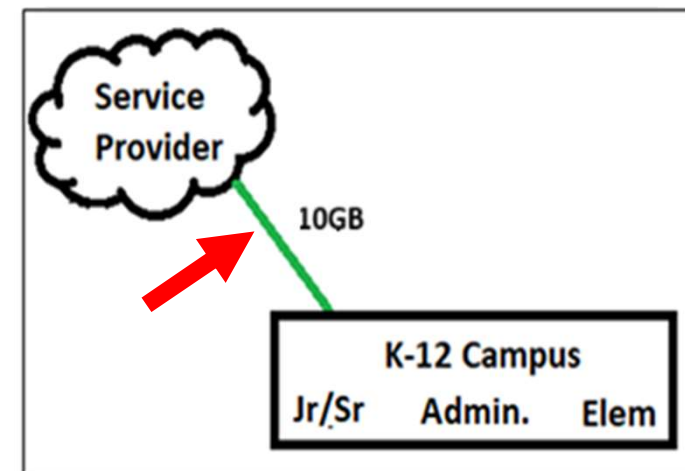 Service
Provider
10GB
K-12 Campus
Jr/Sr Admin. Elem